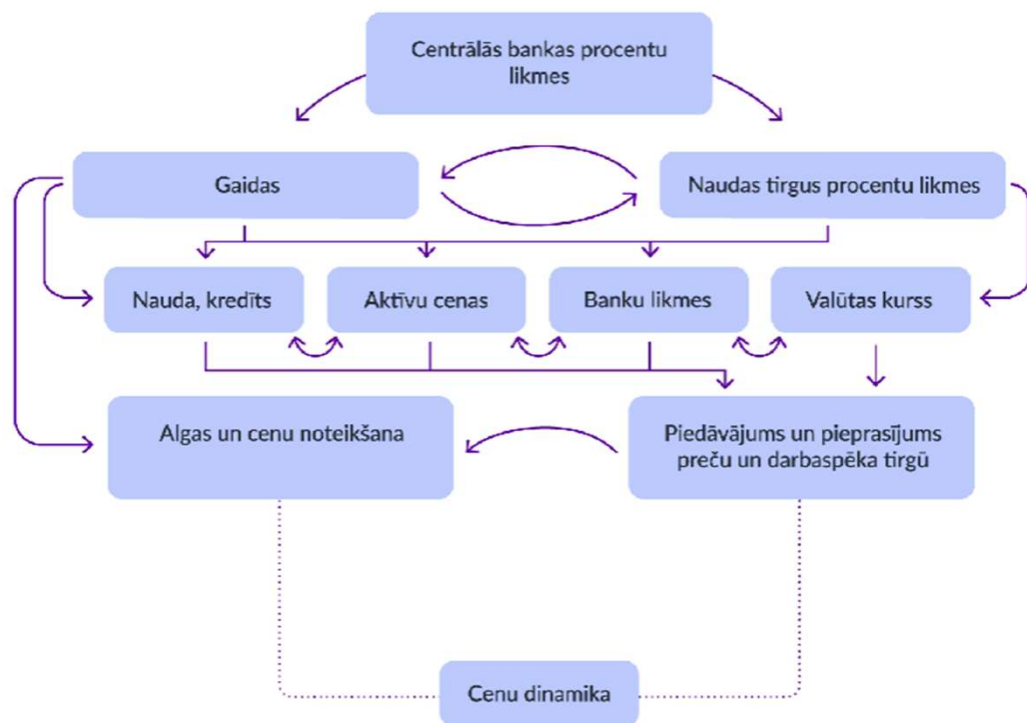 Centrālās bankas procentu
likmes
Gaidas
Naudas tirgus procentu likmes
Nauda, kredīts
Aktīvu cenas
Banku likmes
Valūtas kurss
Algas un cenu noteikšana
Piedāvājums un pieprasījums
preču un darbaspēka tirgū
Cenu dinamika